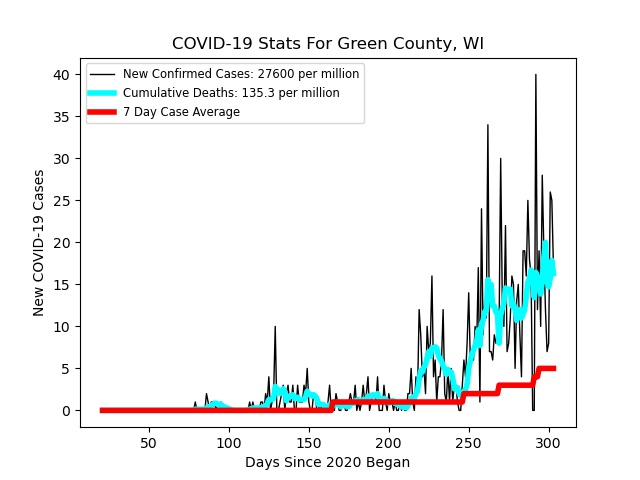 COVID-19 Stats For Green County, WI
New Confirmed Cases: 27600 per million
Cumulative Deaths: 135.3 per million
7 Day Case Average
40
35
30
25
20
15
10
5
0
New COVID-19 Cases
50 100 150 200 250 300
Days Since 2020 Began